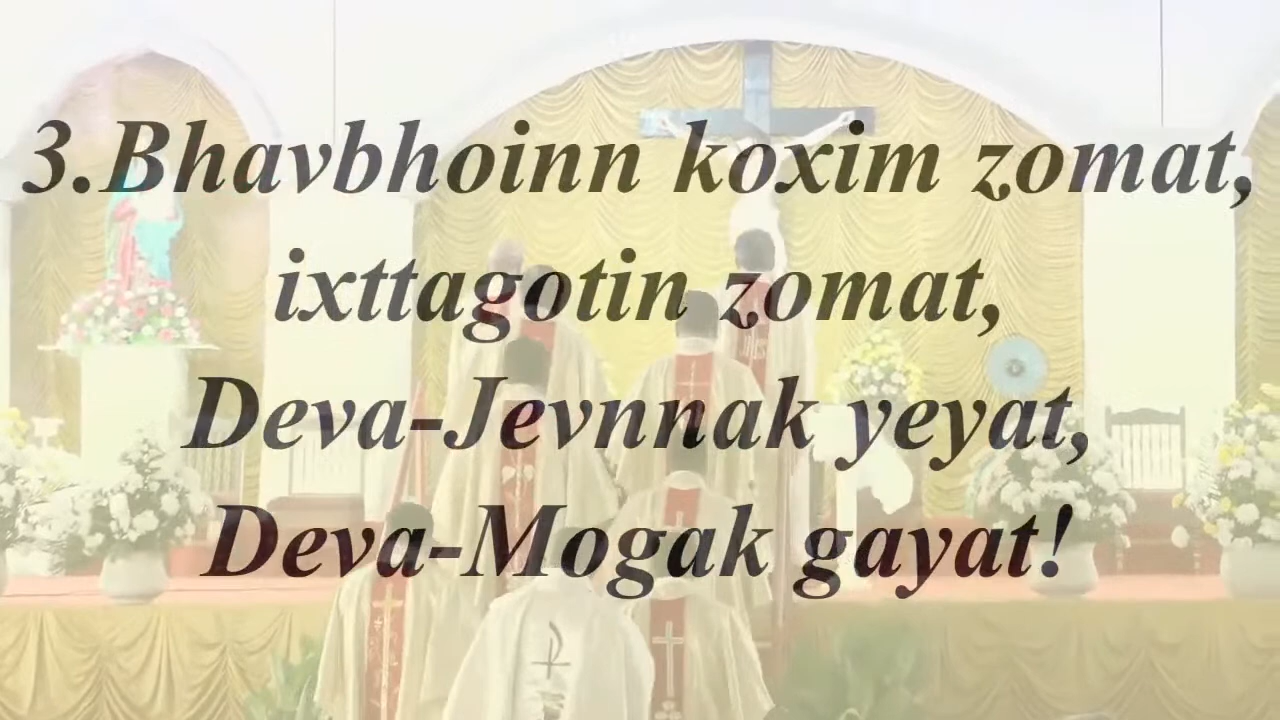 3.Bhavbhoinn koxim zomat,
ixttagotin zomat,
Deva-Jevnnak yeyat,
Deva-Mogak gayat!